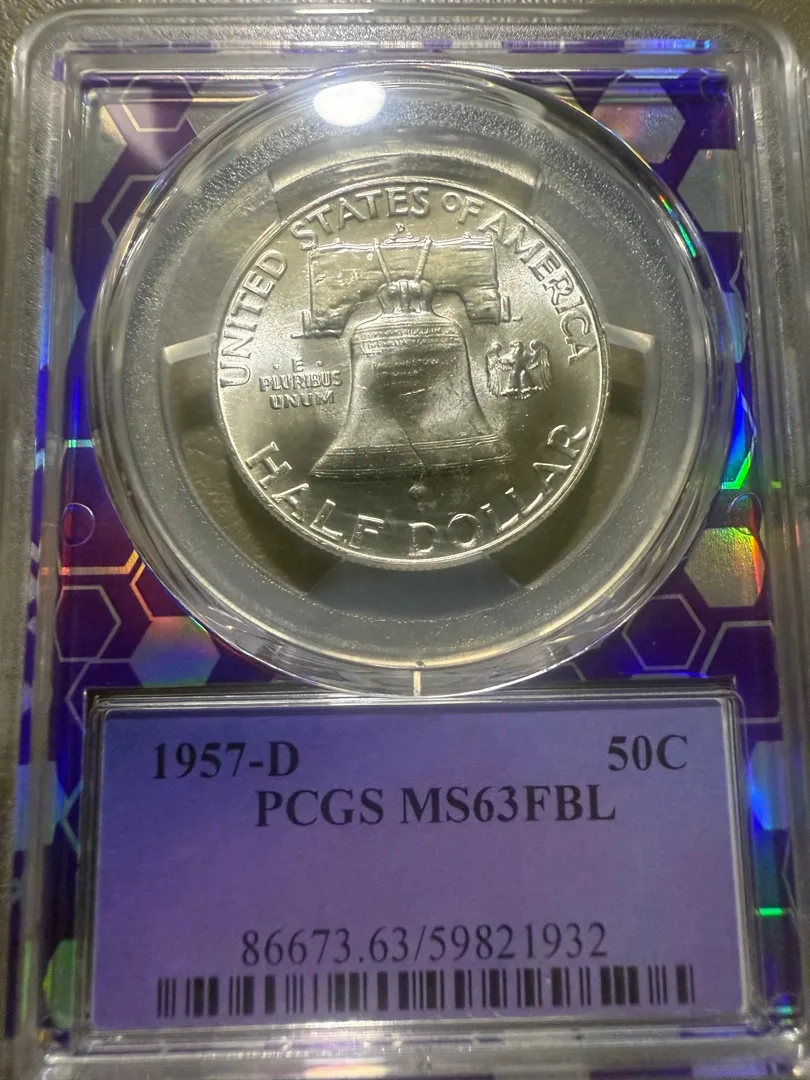 UNITED STATES OF AMERICA
D
· E ·
PLURIBUS
UNUM
HALF DOLLAR
1957-D 50C
PCGS MS63FBL
86673.63/59821932